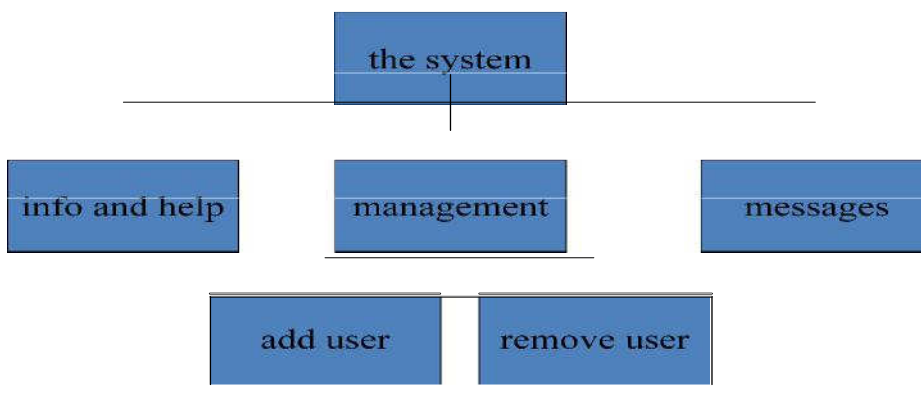 the system
info and help
management
messages
add user
remove user